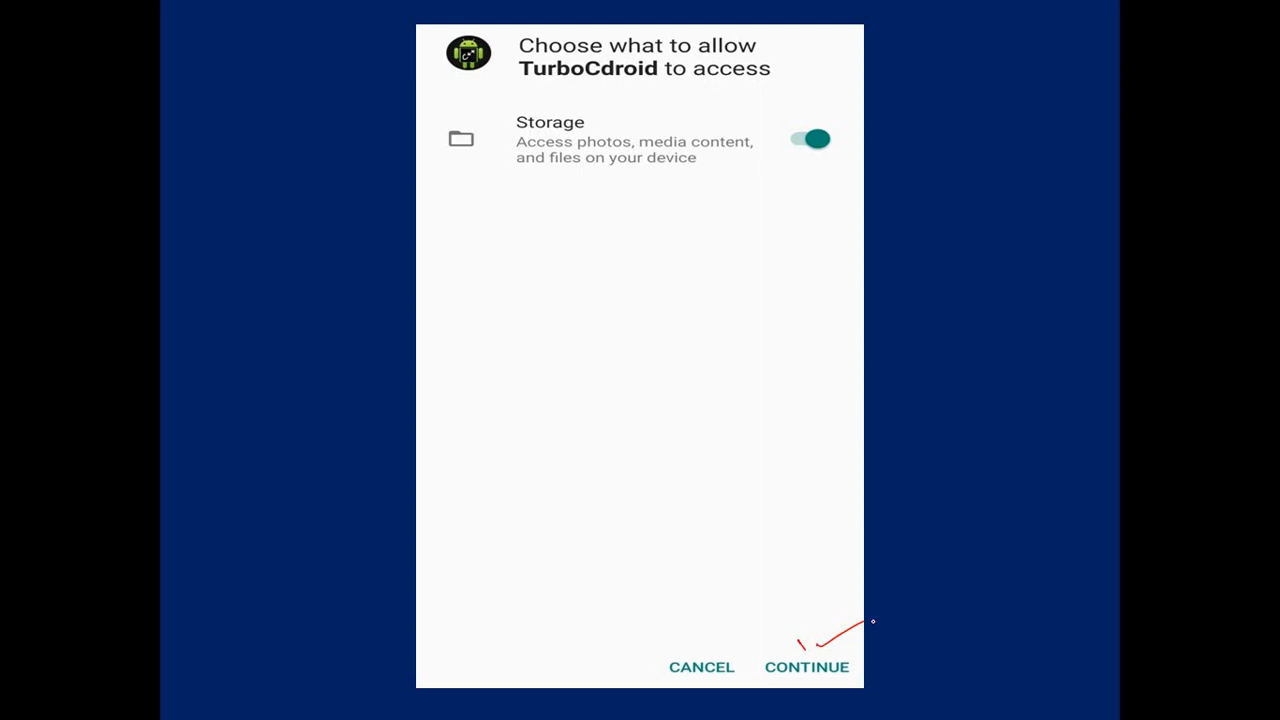 Choose what to allow
TurboCdroid to access
Storage
Access photos, media content,
and files on your device
CANCEL CONTINUE